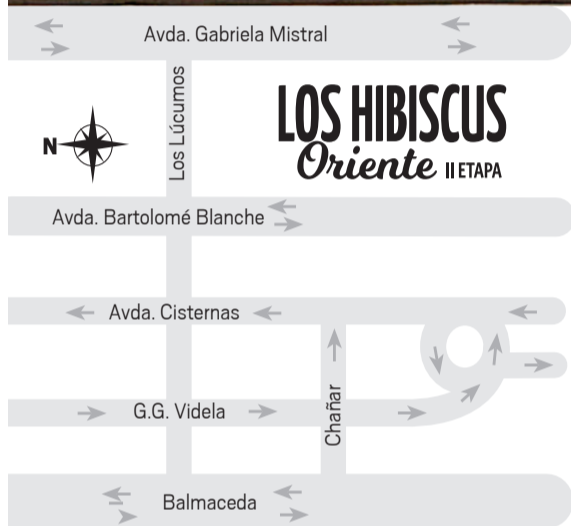 Avda. Gabriela Mistral
Los Lúcumos
LOS HIBISCUS
Oriente II ETAPA
N
Avda. Bartolomé Blanche
Avda. Cisternas
G.G. Videla
Chañar
Balmaceda